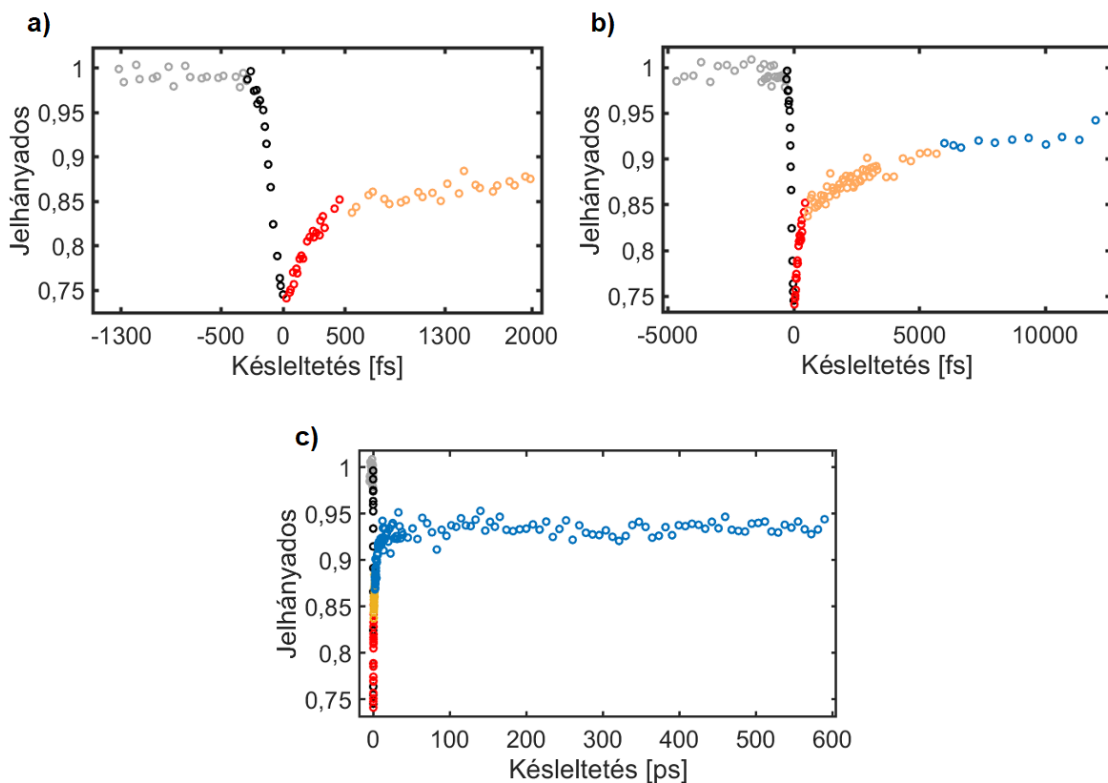 a)
Jelhányados
1
0,95
0,9
0,85
0,8
0,75
-1300 -500 0 500 1300 2000
Késleltetés [fs]
b)
Jelhányados
1
0,95
0,9
0,85
0,8
0,75
-5000 0 5000 10000
Késleltetés [fs]
c)
Jelhányados
1
0,95
0,9
0,85
0,8
0,75
0 100 200 300 400 500 600
Késleltetés [ps]